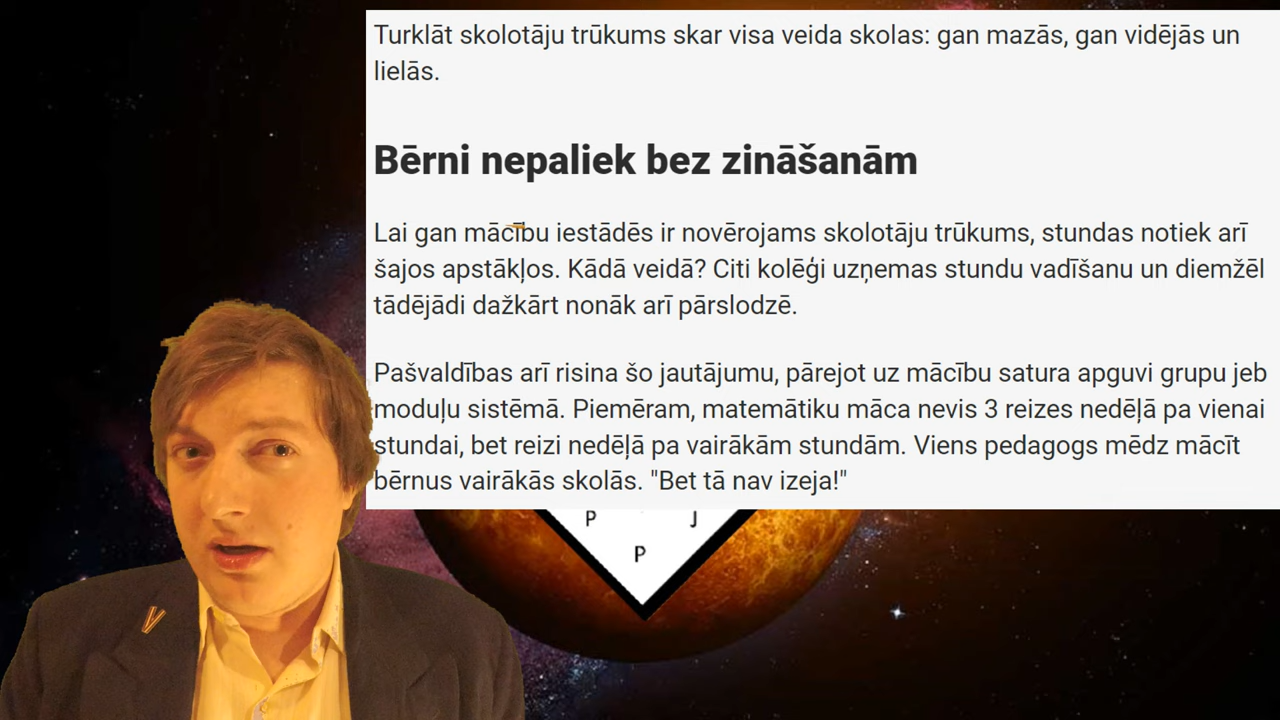 Turklāt skolotāju trūkums skar visa veida skolas: gan mazās, gan vidējās un
lielās.
Bērni nepaliek bez zināšanām
Lai gan mācību iestādēs ir novērojams skolotāju trūkums, stundas notiek arī
šajos apstākļos. Kādā veidā? Citi kolēģi uzņemas stundu vadīšanu un diemžēl
tādējādi dažkārt nonāk arī pārslodzē.
Pašvaldības arī risina šo jautājumu, pārejot uz mācību satura apguvi grupu jeb
moduļu sistēmā. Piemēram, matemātiku māca nevis 3 reizes nedēļā pa vienai
stundai, bet reizi nedēļā pa vairākām stundām. Viens pedagogs mēdz mācīt
bērnus vairākās skolās. "Bet tā nav izeja!"
P J
P